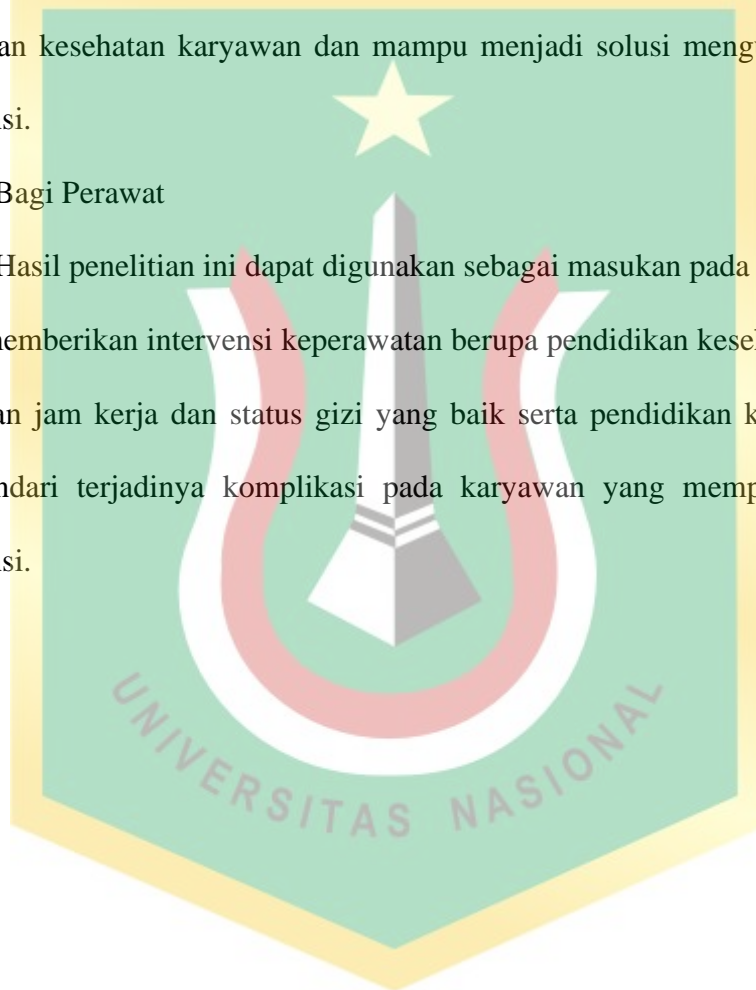 an kesehatan karyawan dan mampu menjadi solusi meng
si.
Bagi Perawat
Hasil penelitian ini dapat digunakan sebagai masukan pada
memberikan intervensi keperawatan berupa pendidikan kese
an jam kerja dan status gizi yang baik serta pendidikan k
ndari terjadinya komplikasi pada karyawan yang memp
si.
UNIVERSITAS NASIONAL